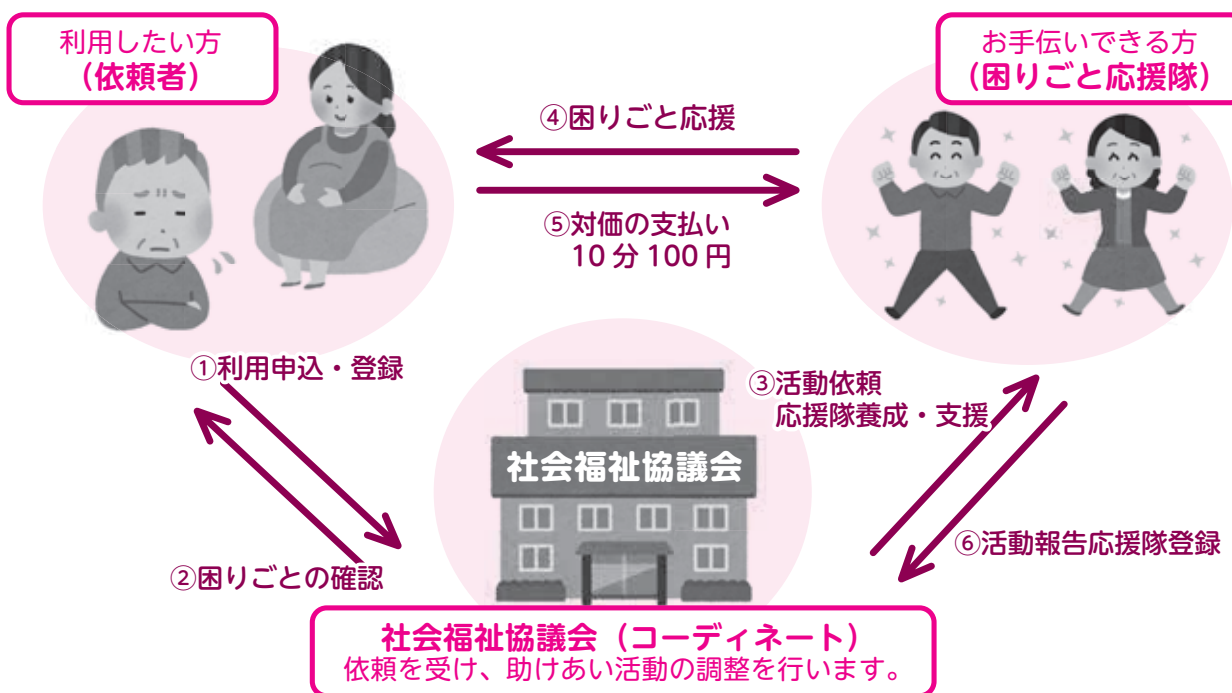 利用したい方
（依頼者）
お手伝いできる方
（困りごと応援隊）
④困りごと応援
⑤対価の支払い
10分100円
①利用申込・登録
②困りごとの確認
③活動依頼
応援隊養成・支援
⑥活動報告応援隊登録
社会福祉協議会
社会福祉協議会（コーディネート）
依頼を受け、助けあい活動の調整を行います。